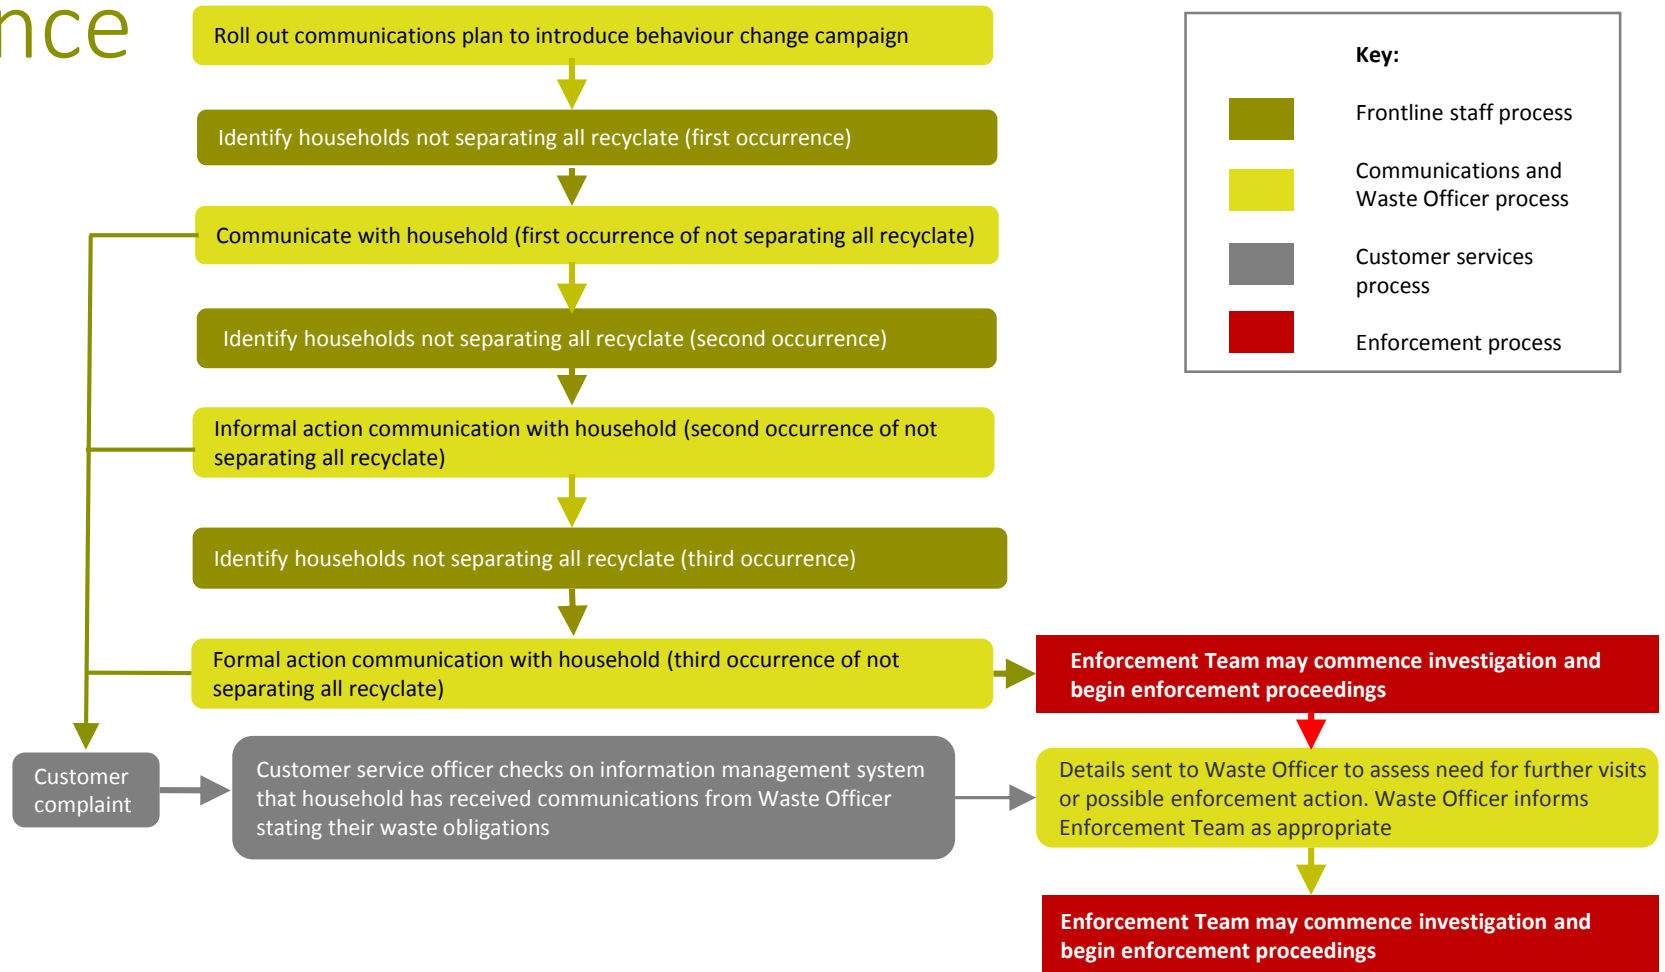 nce
Roll out communications plan to introduce behaviour change campaign
Identify households not separating all recyclate (first occurrence)
Communicate with household (first occurrence of not separating all recyclate)
Identify households not separating all recyclate (second occurrence)
Informal action communication with household (second occurrence of not
separating all recyclate)
Identify households not separating all recyclate (third occurrence)
Formal action communication with household (third occurrence of not
separating all recyclate)
Enforcement Team may commence investigation and
begin enforcement proceedings
Customer
complaint
Customer service officer checks on information management system
that household has received communications from Waste Officer
stating their waste obligations
Details sent to Waste Officer to assess need for further visits
or possible enforcement action. Waste Officer informs
Enforcement Team as appropriate
Enforcement Team may commence investigation and
begin enforcement proceedings
Key:
Frontline staff process
Communications and
Waste Officer process
Customer services
process
Enforcement process